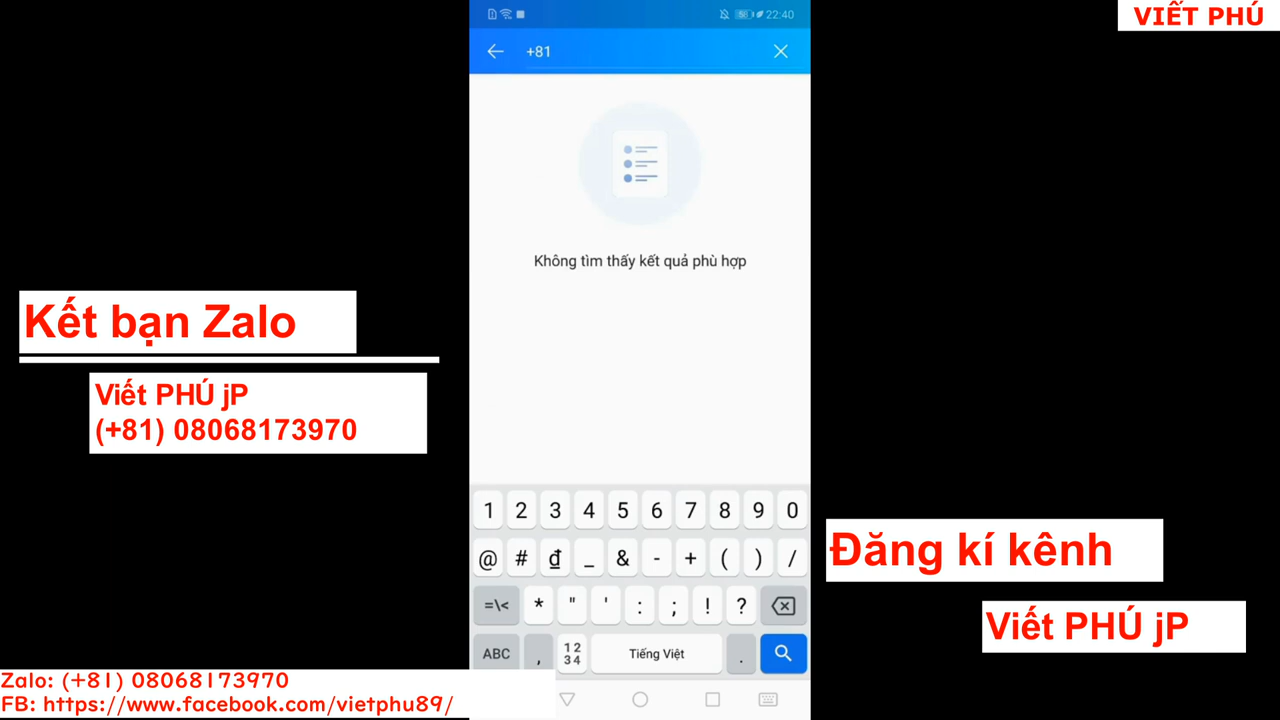 22:40
VIẾT PHÚ
+81
Không tìm thấy kết quả phù hợp
Kết bạn Zalo
Viết PHÚ jP
(+81) 08068173970
Đăng kí kênh
Viết PHÚ jP
1 2 3 4 5 6 7 8 9 0
@ # đ _ & - + ( ) /
=\< * " ' : ; ! ?
ABC , 12 34 Tiếng Việt .
Zalo: (+81) 08068173970
FB: https://www.facebook.com/vietphu89/